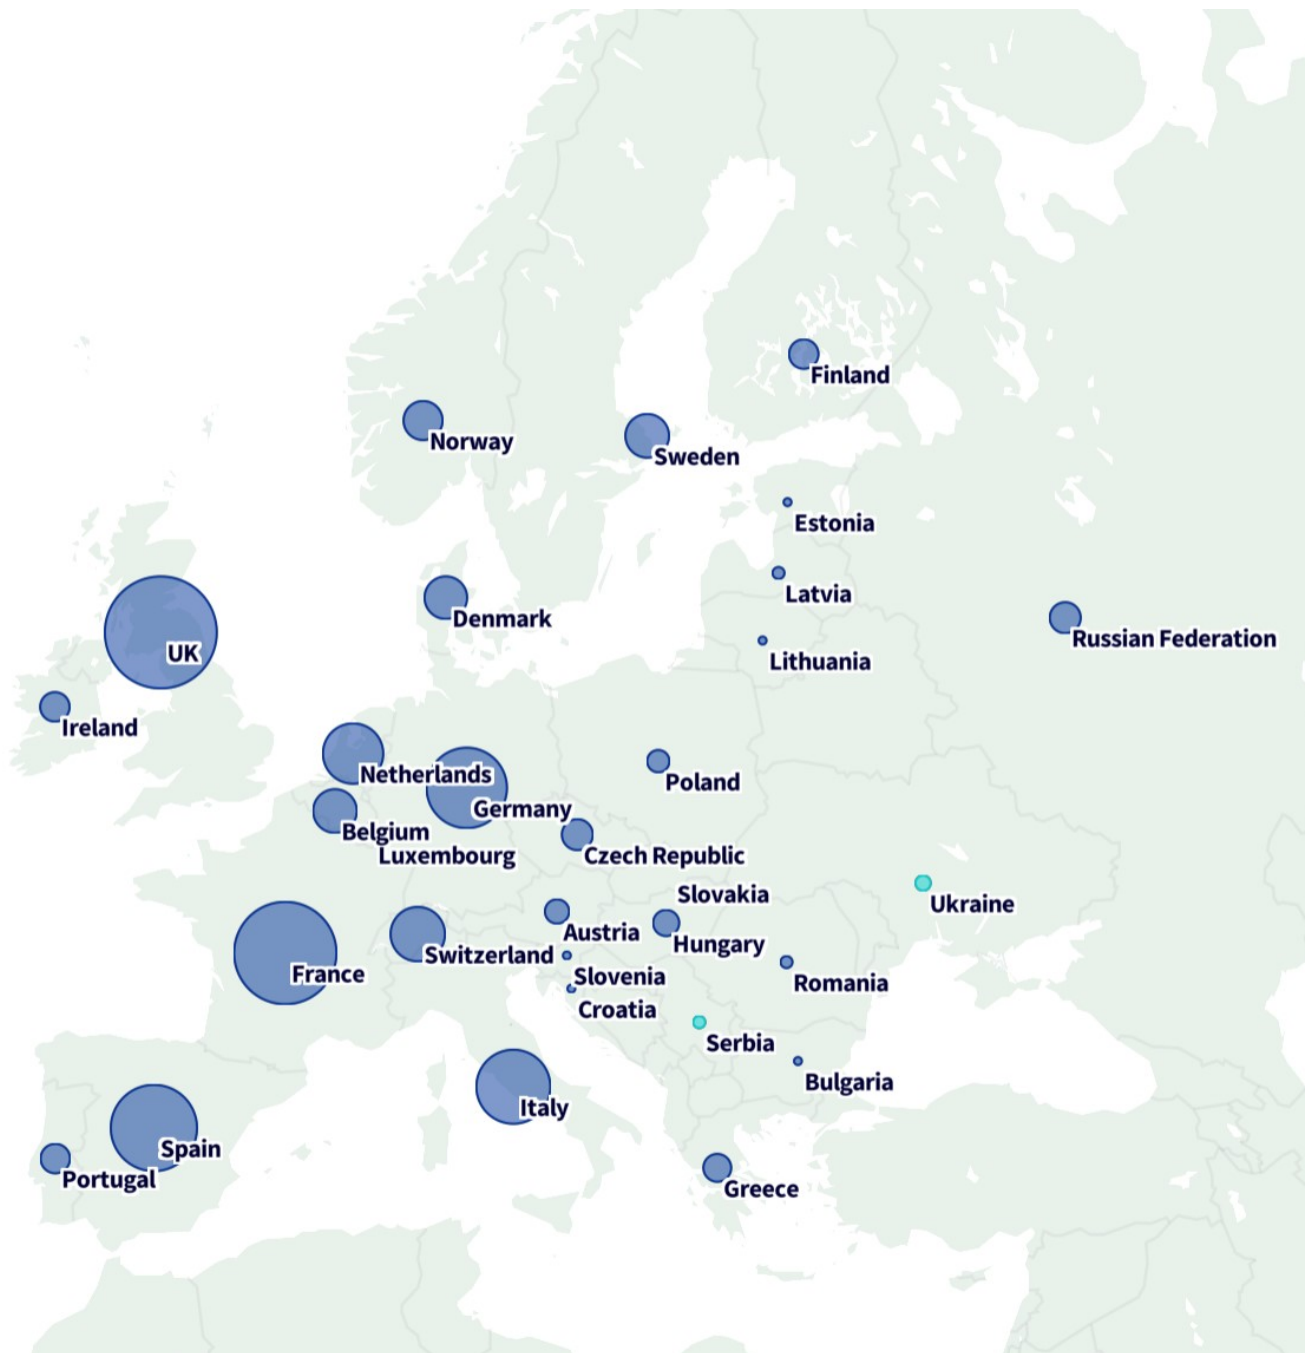 Finland
Norway
Sweden
Estonia
Latvia
Denmark
Russian Federation
UK
Lithuania
Ireland
Netherlands
Poland
Germany
Belgium
Luxembourg
Czech Republic
Slovakia
Ukraine
Austria
Hungary
Switzerland
France
Slovenia
Romania
Croatia
Serbia
Bulgaria
Italy
Spain
Portugal
Greece